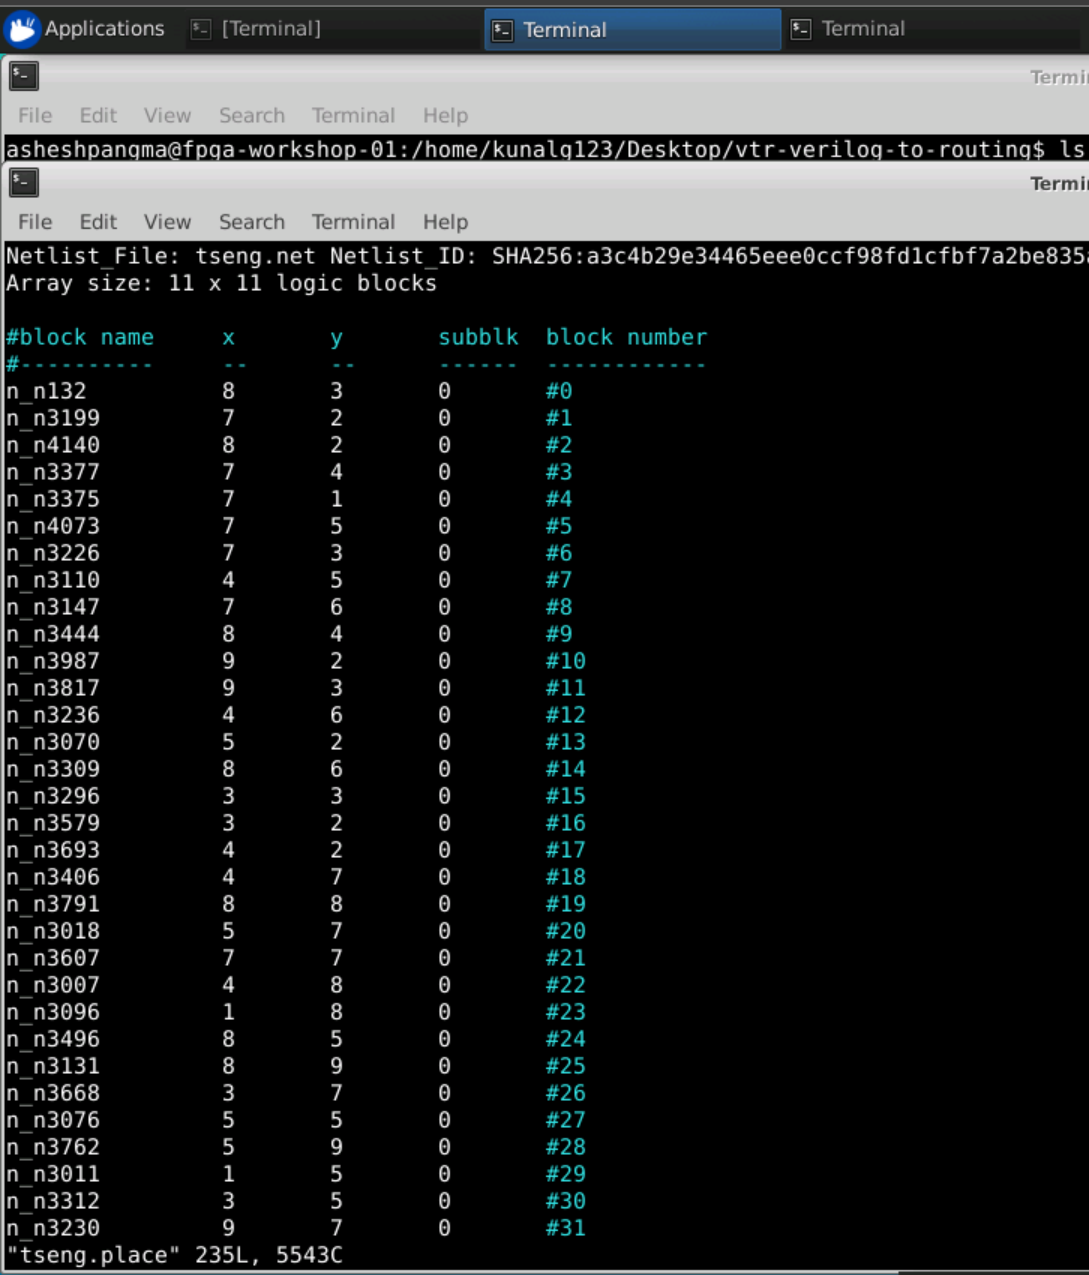 Applications [Terminal] Terminal Terminal
File Edit View Search Terminal Help
asheshpangma@fpga-workshop-01:/home/kunalg123/Desktop/vtr-verilog-to-routing$ ls
File Edit View Search Terminal Help
Netlist_File: tseng.net Netlist_ID: SHA256:a3c4b29e34465eee0ccf98fd1cfbf7a2be835
Array size: 11 x 11 logic blocks
#block name x y subblk block number
#---------- -- -- ------ ------------
n_n132 8 3 0 #0
n_n3199 7 2 0 #1
n_n4140 8 2 0 #2
n_n3377 7 4 0 #3
n_n3375 7 1 0 #4
n_n4073 7 5 0 #5
n_n3226 7 3 0 #6
n_n3110 4 5 0 #7
n_n3147 7 6 0 #8
n_n3444 8 4 0 #9
n_n3987 9 2 0 #10
n_n3817 9 3 0 #11
n_n3236 4 6 0 #12
n_n3070 5 2 0 #13
n_n3309 8 6 0 #14
n_n3296 3 3 0 #15
n_n3579 3 2 0 #16
n_n3693 4 2 0 #17
n_n3406 4 7 0 #18
n_n3791 8 8 0 #19
n_n3018 5 7 0 #20
n_n3607 7 7 0 #21
n_n3007 4 8 0 #22
n_n3096 1 8 0 #23
n_n3496 8 5 0 #24
n_n3131 8 9 0 #25
n_n3668 3 7 0 #26
n_n3076 5 5 0 #27
n_n3762 5 9 0 #28
n_n3011 1 5 0 #29
n_n3312 3 5 0 #30
n_n3230 9 7 0 #31
"tseng.place" 235L, 5543C